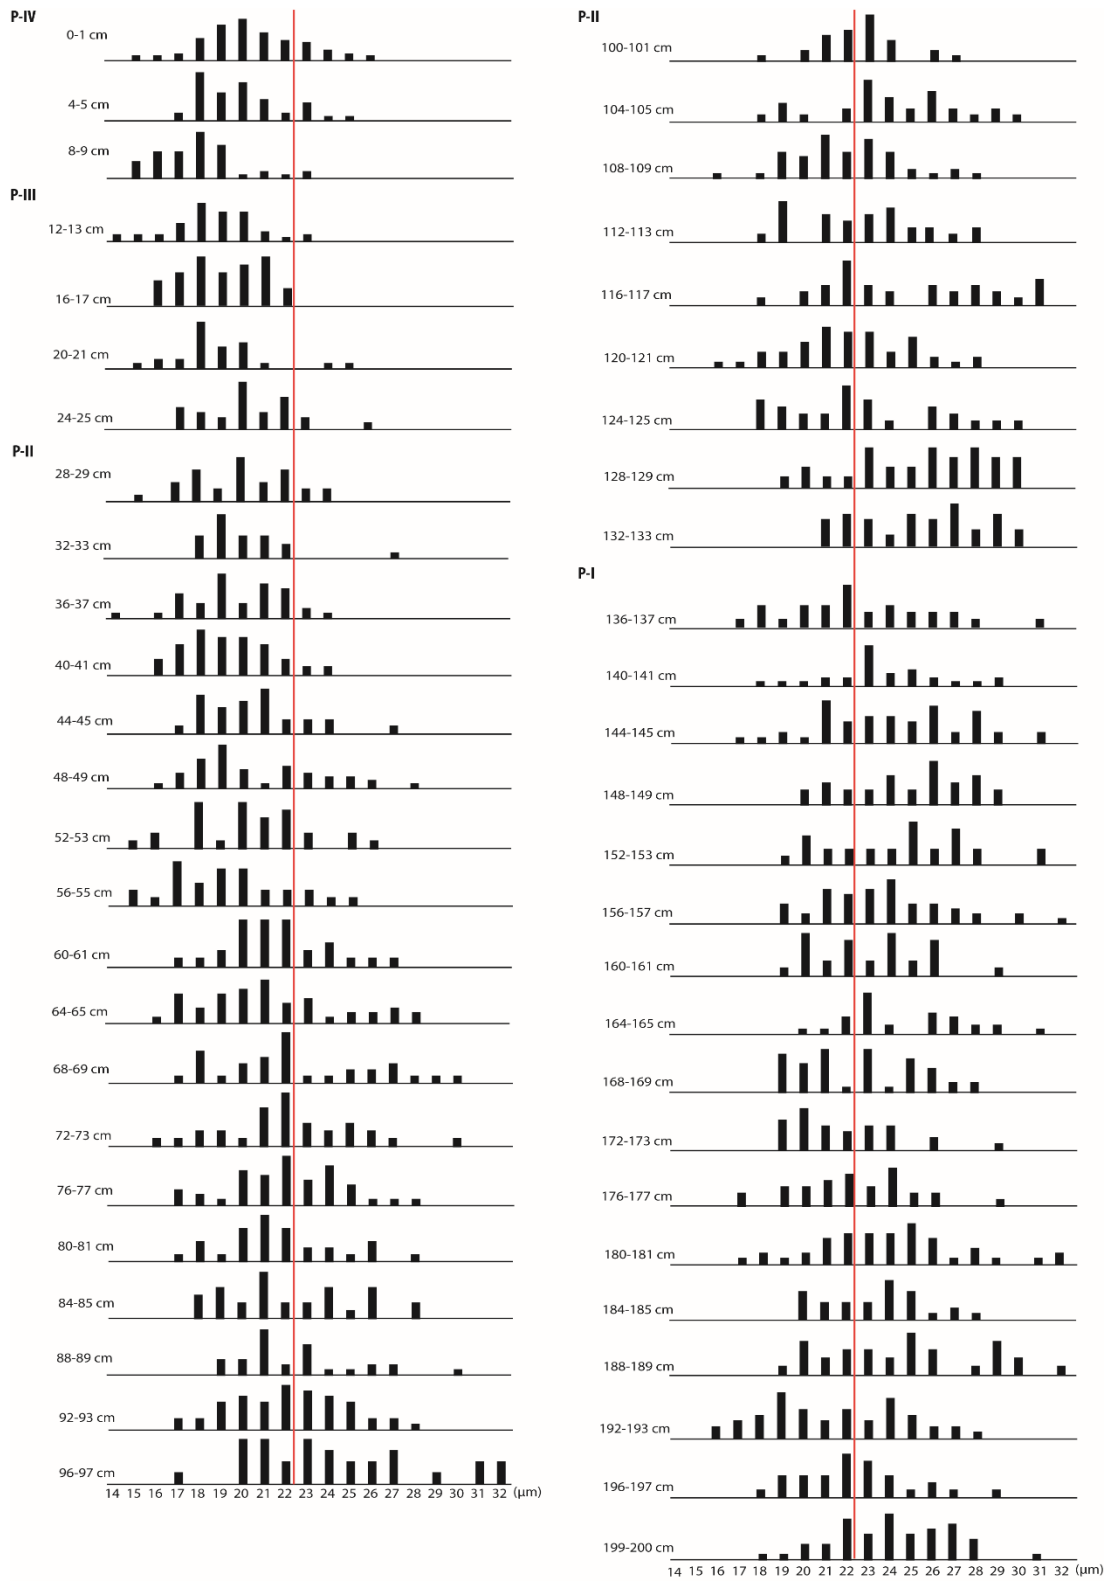 P-IV
0-1 cm
4-5 cm
8-9 cm
P-III
12-13 cm
16-17 cm
20-21 cm
24-25 cm
P-II
28-29 cm
32-33 cm
36-37 cm
40-41 cm
44-45 cm
48-49 cm
52-53 cm
56-55 cm
60-61 cm
64-65 cm
68-69 cm
72-73 cm
76-77 cm
80-81 cm
84-85 cm
88-89 cm
92-93 cm
96-97 cm
14 15 16 17 18 19 20 21 22 23 24 25 26 27 28 29 30 31 32 (µm)
P-II
100-101 cm
104-105 cm
108-109 cm
112-113 cm
116-117 cm
120-121 cm
124-125 cm
128-129 cm
132-133 cm
P-I
136-137 cm
140-141 cm
144-145 cm
148-149 cm
152-153 cm
156-157 cm
160-161 cm
164-165 cm
168-169 cm
172-173 cm
176-177 cm
180-181 cm
184-185 cm
188-189 cm
192-193 cm
196-197 cm
199-200 cm
14 15 16 17 18 19 20 21 22 23 24 25 26 27 28 29 30 31 32 (µm)